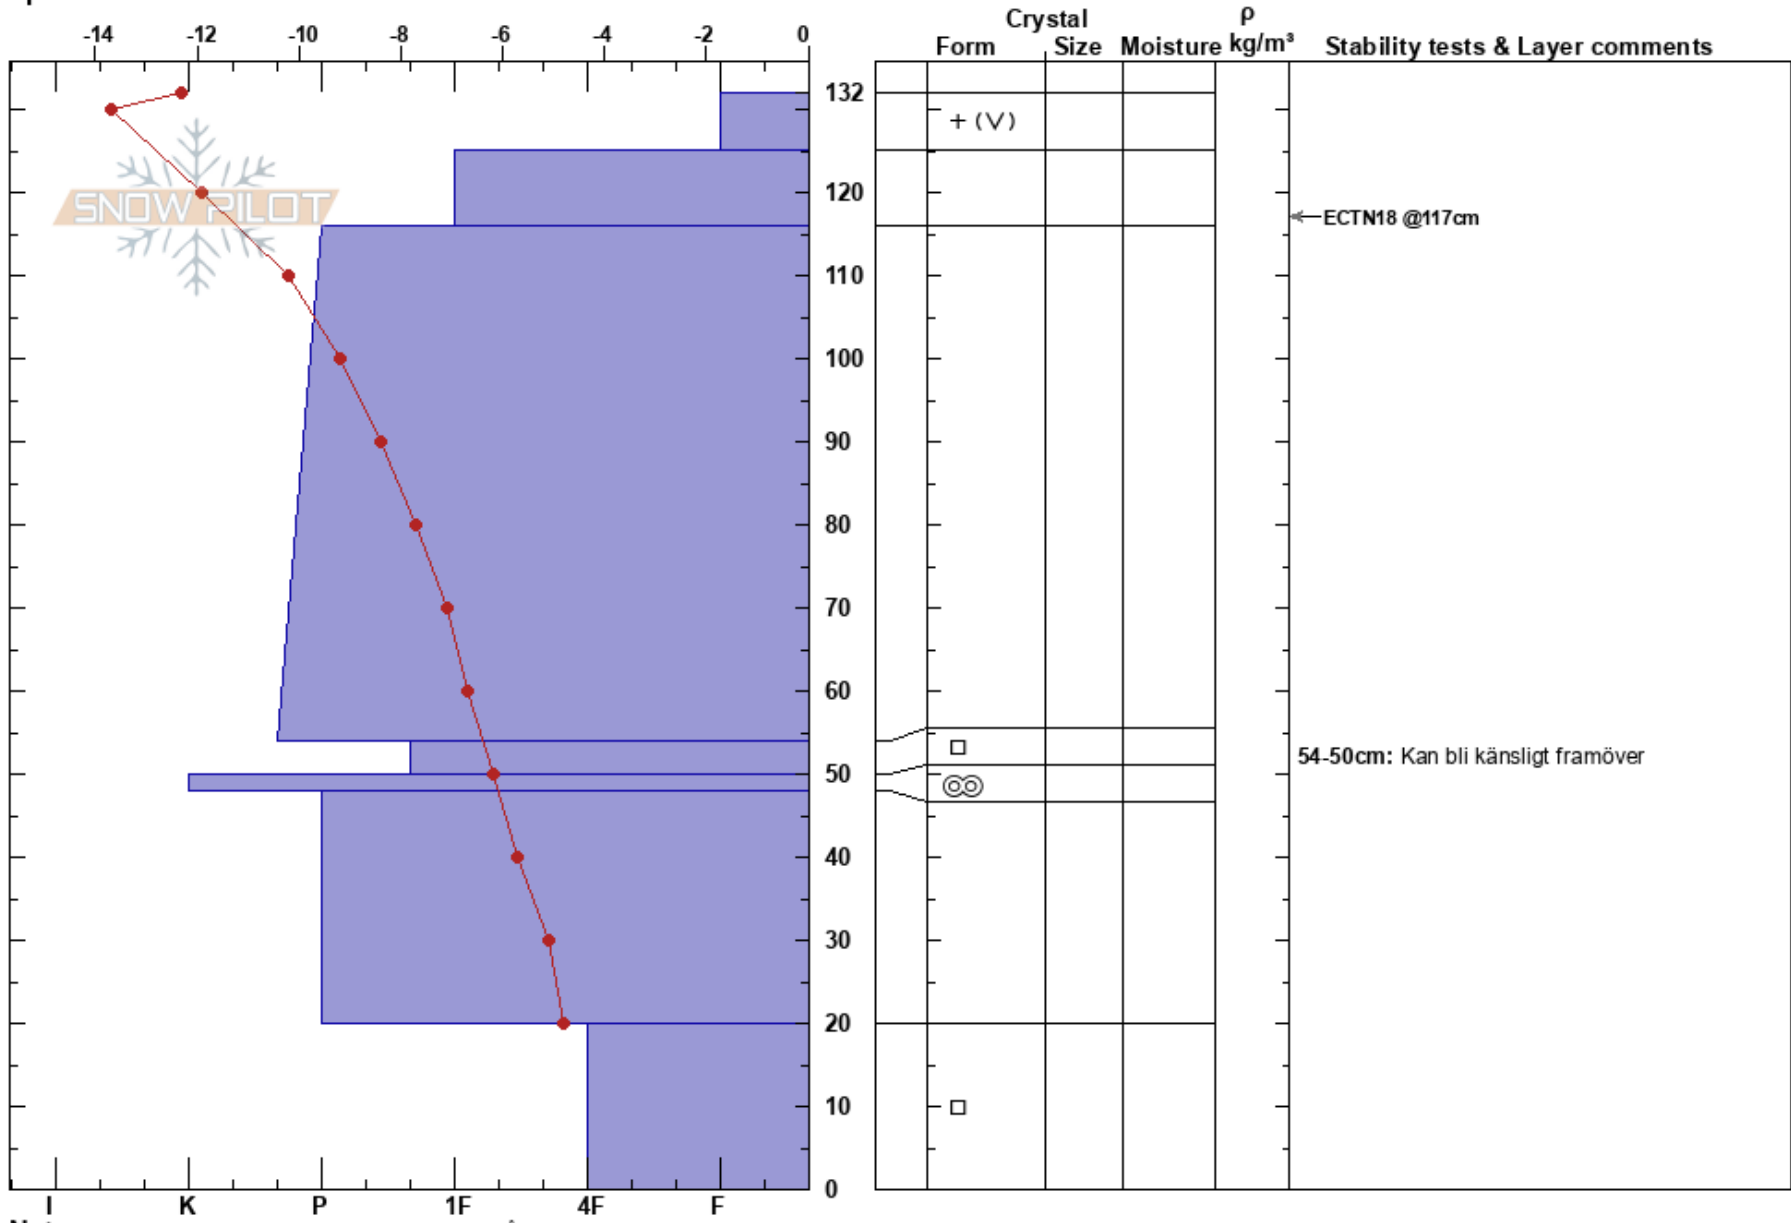 -14 -12 -10 -8 -6 -4 -2 0
Crystal
ρ
Form Size Moisture kg/m³ Stability tests & Layer comments
132
+ (V)
SNOW PILOT
120
ECTN18 @117cm
110
100
90
80
70
60
54-50cm: Kan bli känsligt framöver
50
40
30
20
10
0
I K P 1F 4F F